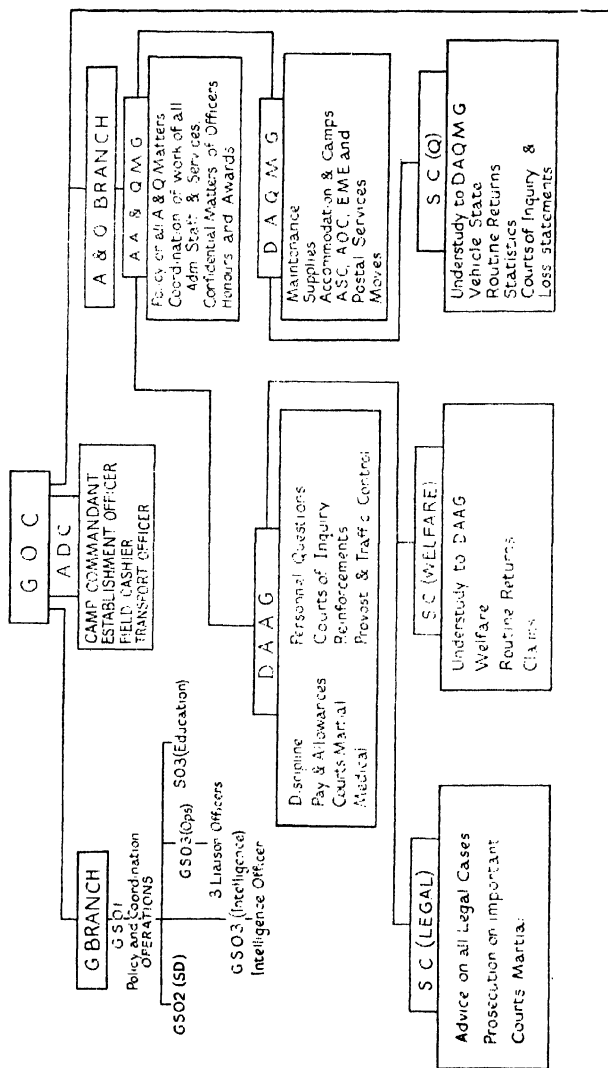 G O C
ADC
CAMP COMMANDANT
ESTABLISHMENT OFFICER
FIELD CASHIER
TRANSPORT OFFICER
G BRANCH
GSO1
Policy and Coordination
OPERATIONS
GSO2 (SD)
GSO3(Ops)
SO3(Education)
3 Liaison Officers
GSO3 (Intelligence)
Intelligence Officer
A & Q BRANCH
A A & Q M G
Policy on all A & Q Matters
Coordination of work of all
Adm Staff & Services.
Confidential Matters of Officers
Honours and Awards
D A A G
Discipline
Pay & Allowances
Courts Martial
Medical
Personnal Questions
Courts of Inquiry
Reinforcements
Provost & Traffic Control
D A Q M G
Maintenance
Supplies
Accommodation & Camps
ASC, AOC, EME and
Postal Services
Moves
S C (LEGAL)
Advice on all Legal Cases
Prosecution on important
Courts Martial
S C (WELFARE)
Understudy to DAAG
Welfare
Routine Returns
Claims
S C (Q)
Understudy to DAQM G
Vehicle State
Routine Returns
Statistics
Courts of Inquiry &
Loss statements